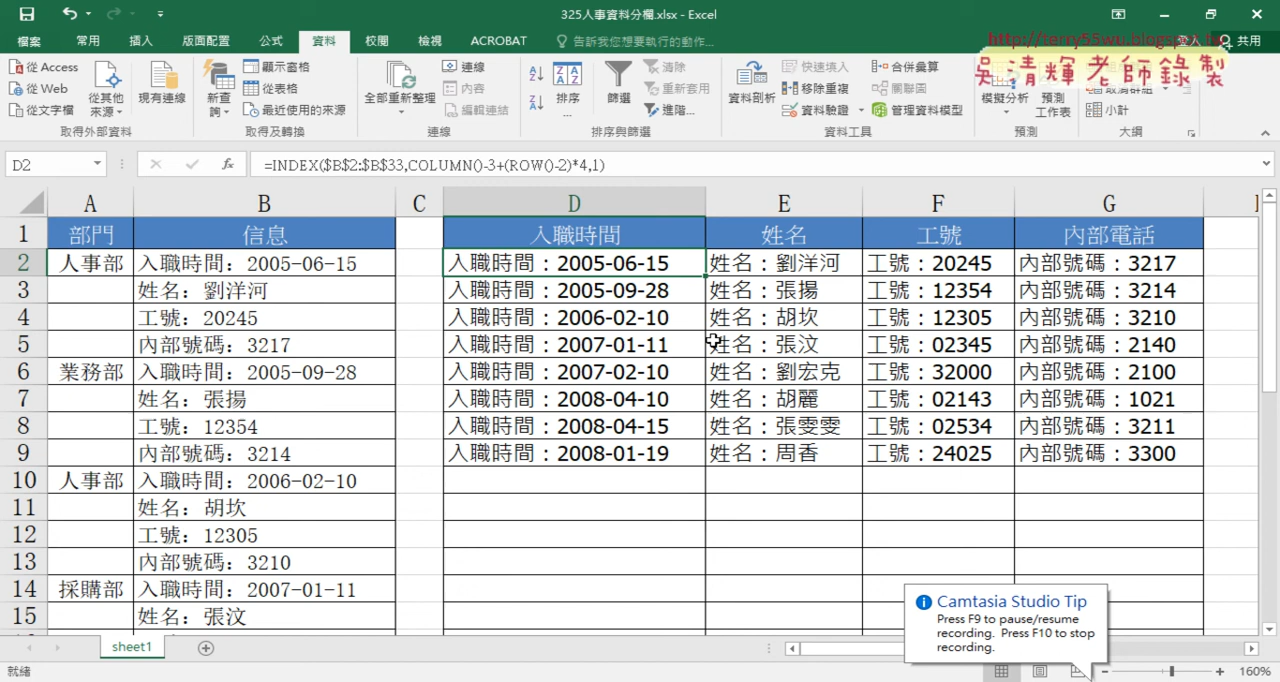 325人事資料分欄.xlsx - Excel
檔案 常用 插入 版面配置 公式 資料 校閱 檢視 ACROBAT 告訴我您想要執行的動作... 登入 共用
http://terry55wu.blogspot.tw
吳清輝老師錄製
從 Access
從 Web
從文字檔
從其他來源
現有連線
取得外部資料
新查詢
顯示查詢
從表格
最近使用的來源
取得及轉換
全部重新整理
連線
內容
編輯連結
連線
排序...
篩選
清除
重新套用
進階...
排序與篩選
資料剖析
快速填入
移除重複
資料驗證
合併彙算
關聯圖
管理資料模型
資料工具
模擬分析
預測工作表
預測
取消群組
小計
大綱
D2 fx =INDEX($B$2:$B$33,COLUMN()-3+(ROW()-2)*4,1)
A B C D E F G
1 部門 信息 入職時間 姓名 工號 內部電話
2 人事部 入職時間：2005-06-15 入職時間：2005-06-15 姓名：劉洋河 工號：20245 內部號碼：3217
3 姓名：劉洋河 入職時間：2005-09-28 姓名：張揚 工號：12354 內部號碼：3214
4 工號：20245 入職時間：2006-02-10 姓名：胡坎 工號：12305 內部號碼：3210
5 內部號碼：3217 入職時間：2007-01-11 姓名：張汶 工號：02345 內部號碼：2140
6 業務部 入職時間：2005-09-28 入職時間：2007-02-10 姓名：劉宏克 工號：32000 內部號碼：2100
7 姓名：張揚 入職時間：2008-04-10 姓名：胡麗 工號：02143 內部號碼：1021
8 工號：12354 入職時間：2008-04-15 姓名：張雯雯 工號：02534 內部號碼：3211
9 內部號碼：3214 入職時間：2008-01-19 姓名：周香 工號：24025 內部號碼：3300
10 人事部 入職時間：2006-02-10
11 姓名：胡坎
12 工號：12305
13 內部號碼：3210
14 採購部 入職時間：2007-01-11
15 姓名：張汶
Camtasia Studio Tip
Press F9 to pause/resume
recording. Press F10 to stop
recording.
sheet1
就緒 160%